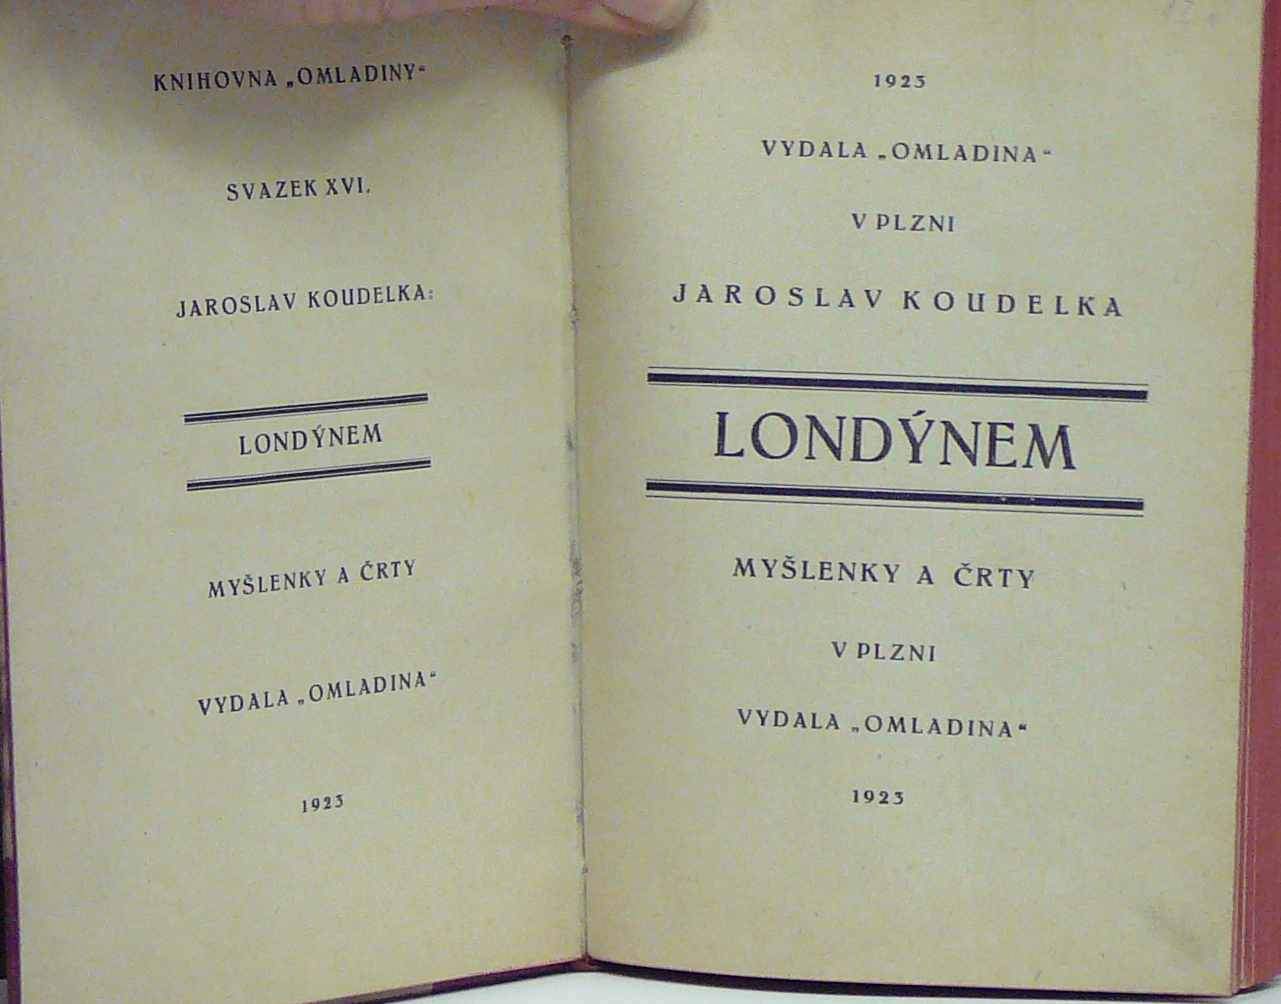 KNIHOVNA „OMLADINY“
SVAZEK XVI.
JAROSLAV KOUDELKA:
LONDÝNEM
MYŠLENKY A ČRTY
VYDALA „OMLADINA“
1923
1923
VYDALA „OMLADINA“
V PLZNI
JAROSLAV KOUDELKA
LONDÝNEM
MYŠLENKY A ČRTY
V PLZNI
VYDALA „OMLADINA“
1923